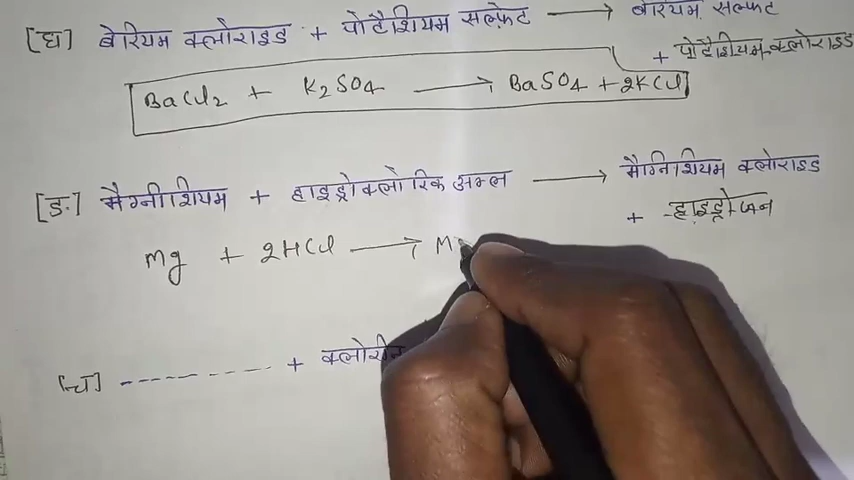 [घ] बेरियम क्लोराइड + पोटैशियम सल्फ़ेट ⟶ बेरियम सल्फेट
+ पोटैशियम क्लोराइड
BaCl₂ + K₂SO₄ ⟶ BaSO₄ + 2KCl
[ङ] मैग्नीशियम + हाइड्रोक्लोरिक अम्ल ⟶ मैग्निशियम क्लोराइड
+ हाइड्रोजन
Mg + 2HCl ⟶ M
[च] ---------- + क्लोरीन